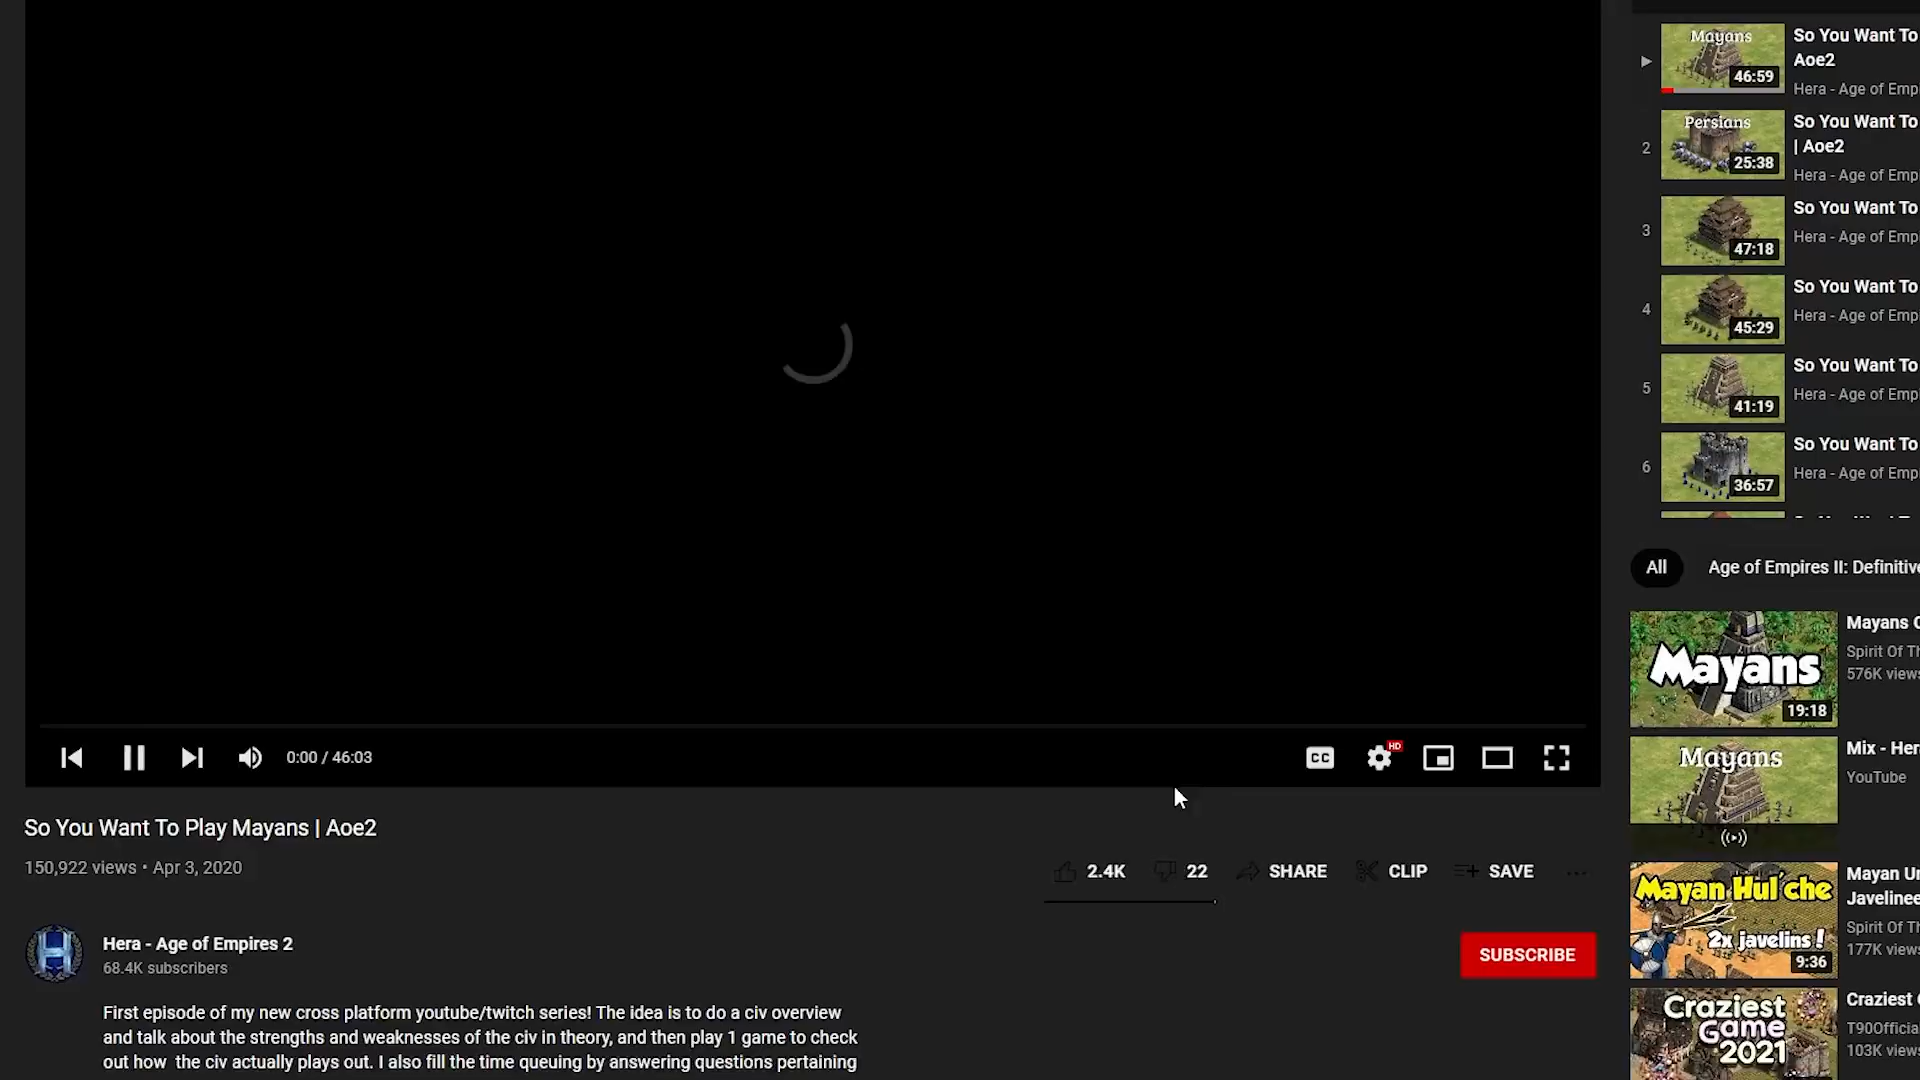 0:00 / 46:03
CC
HD
So You Want To Play Mayans | Aoe2
150,922 views • Apr 3, 2020
2.4K
22
SHARE
CLIP
SAVE
Hera - Age of Empires 2
68.4K subscribers
SUBSCRIBE
First episode of my new cross platform youtube/twitch series! The idea is to do a civ overview
and talk about the strengths and weaknesses of the civ in theory, and then play 1 game to check
out how the civ actually plays out. I also fill the time queuing by answering questions pertaining
Mayans
46:59
So You Want To
Aoe2
Hera - Age of Emp
2
Persians
25:38
So You Want To
| Aoe2
Hera - Age of Emp
3
47:18
So You Want To
Hera - Age of Emp
4
45:29
So You Want To
Hera - Age of Emp
5
41:19
So You Want To
Hera - Age of Emp
6
36:57
So You Want To
Hera - Age of Emp
All
Age of Empires II: Definitive
Mayans
19:18
Mayans
Spirit Of
576K views
Mayans
Mix - Her
YouTube
Mayan Hul'che
2x javelins!
9:36
Mayan
Javelinee
Spirit Of
177K views
Craziest
Game
2021
Craziest
T90Officia
103K views